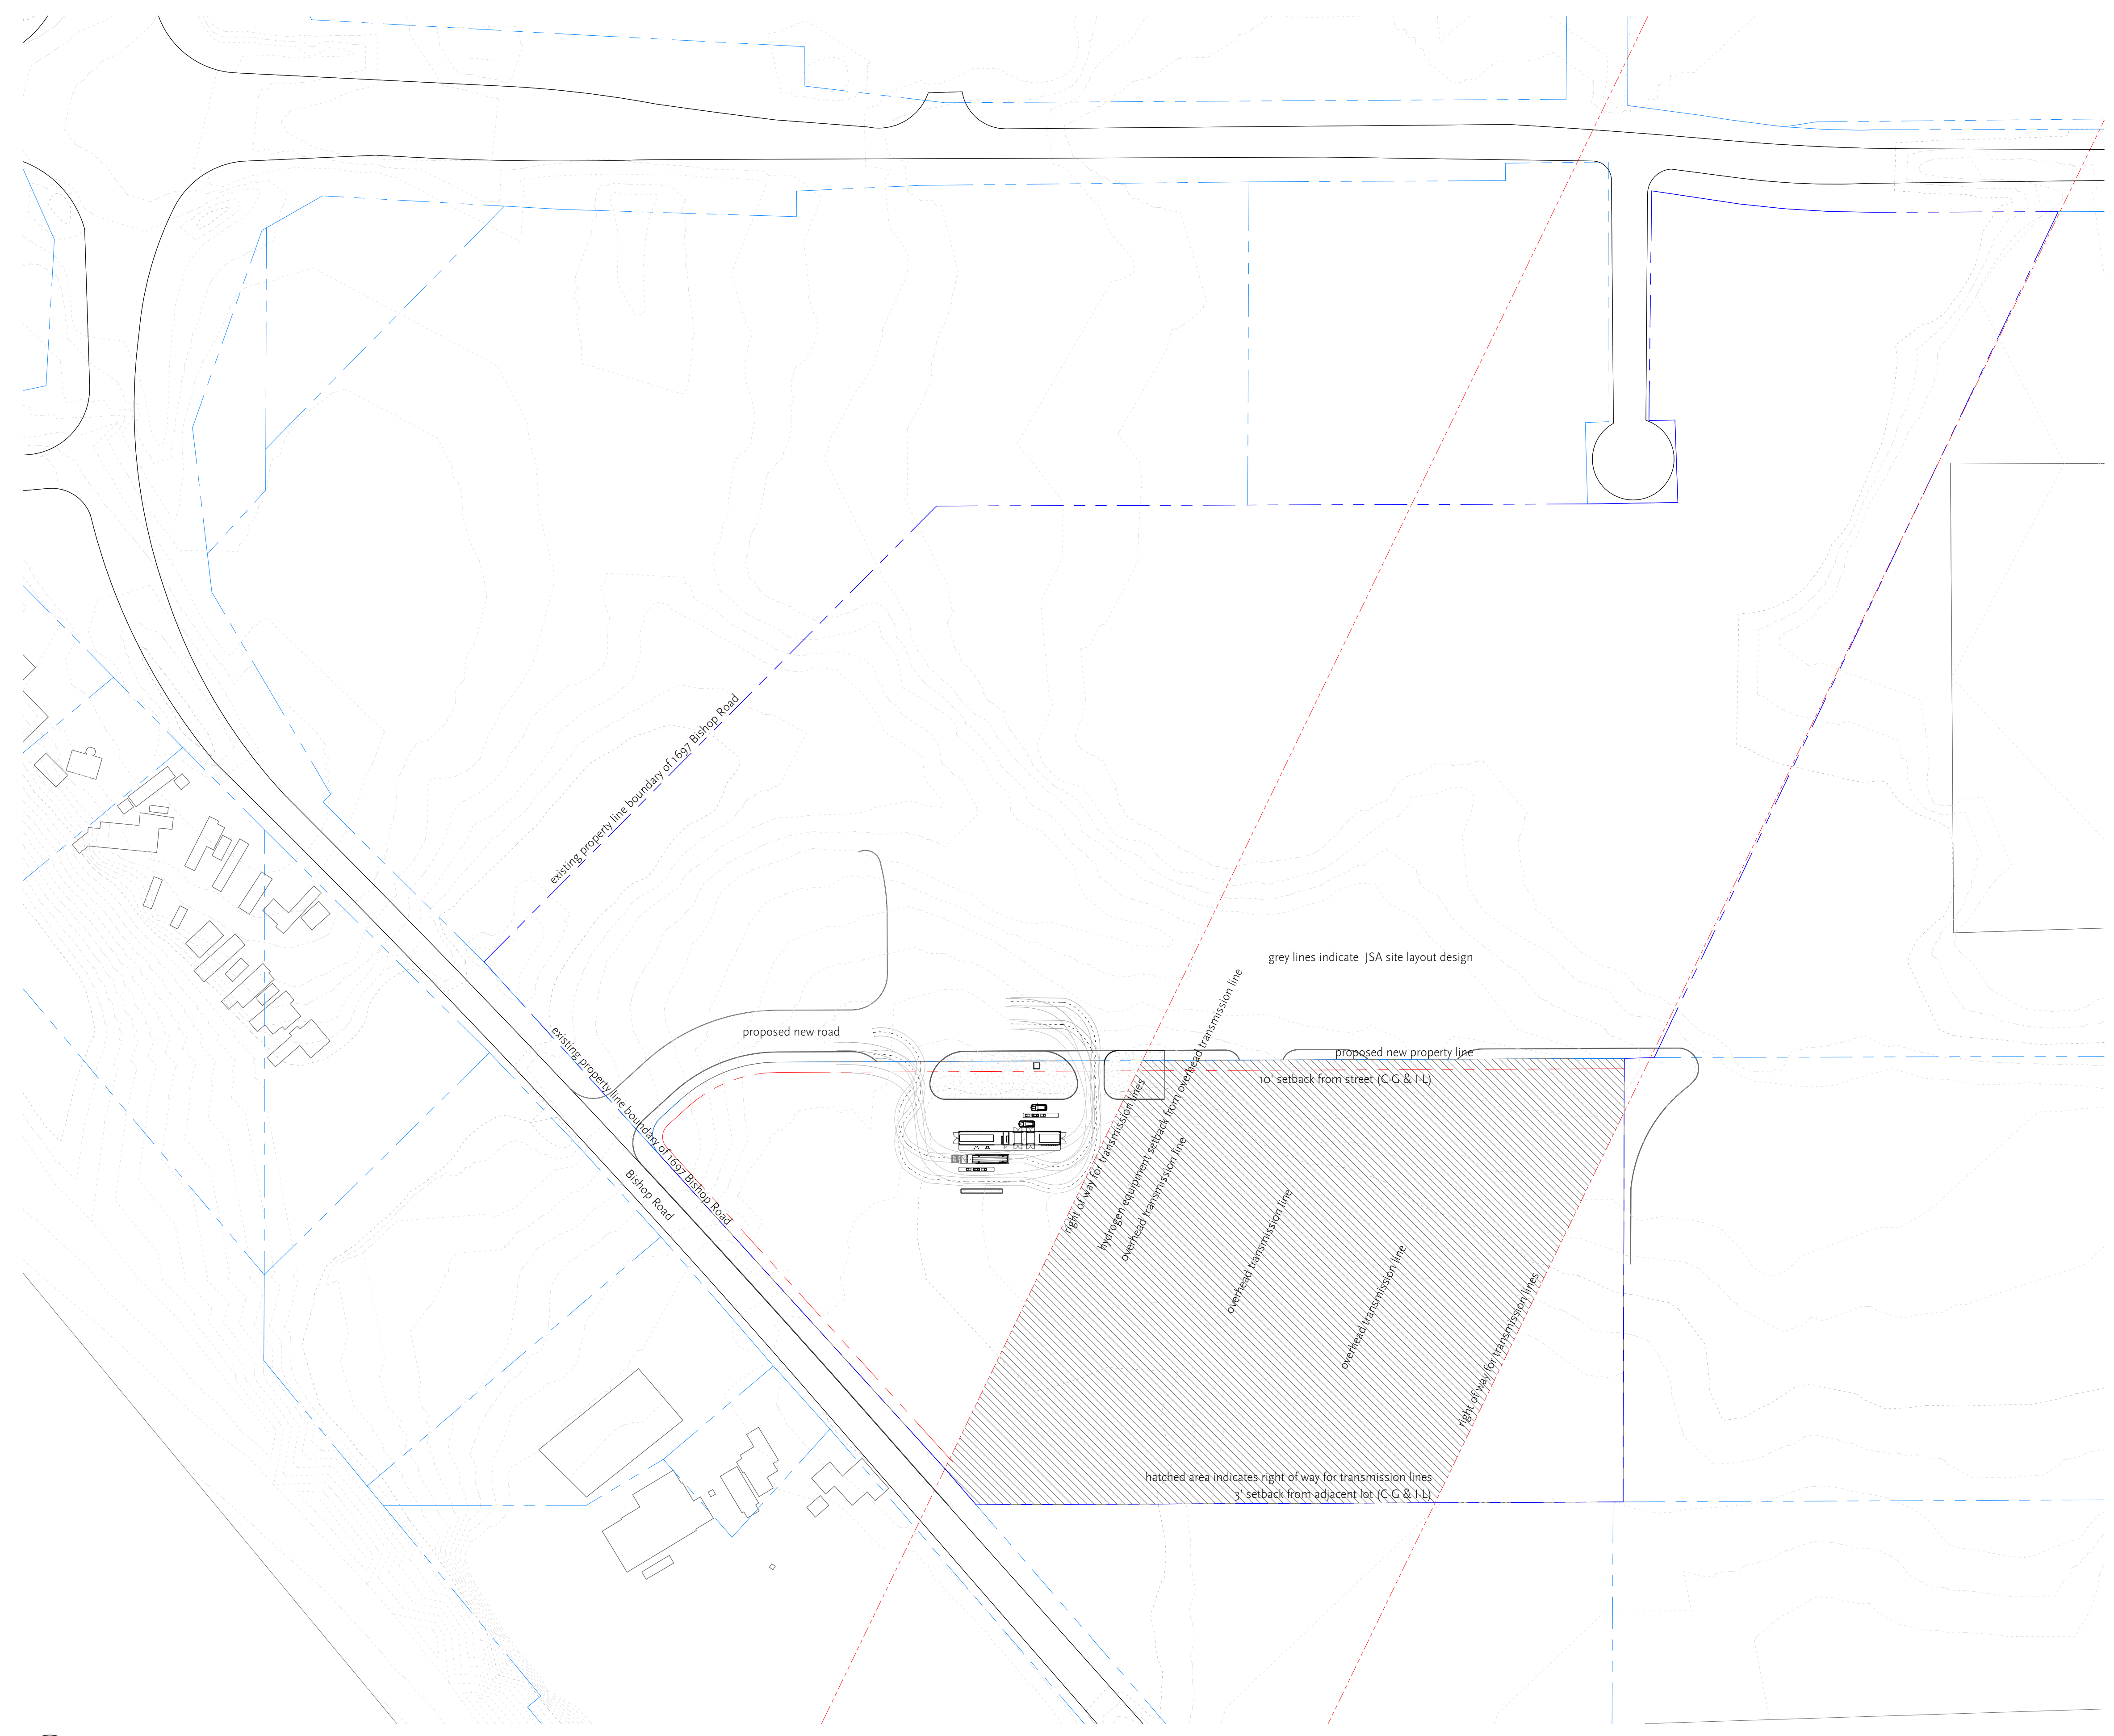 existing property line boundary of 1697 Bishop Road
grey lines indicate JSA site layout design
proposed new road
proposed new property line
10' setback from street (C-G & I-L)
existing property line boundary of 1697 Bishop Road
Bishop Road
right of way for transmission lines
hydrogen equipment setback from overhead transmission line
overhead transmission line
overhead transmission line
overhead transmission line
right of way for transmission lines
hatched area indicates right of way for transmission lines
3' setback from adjacent lot (C-G & I-L)